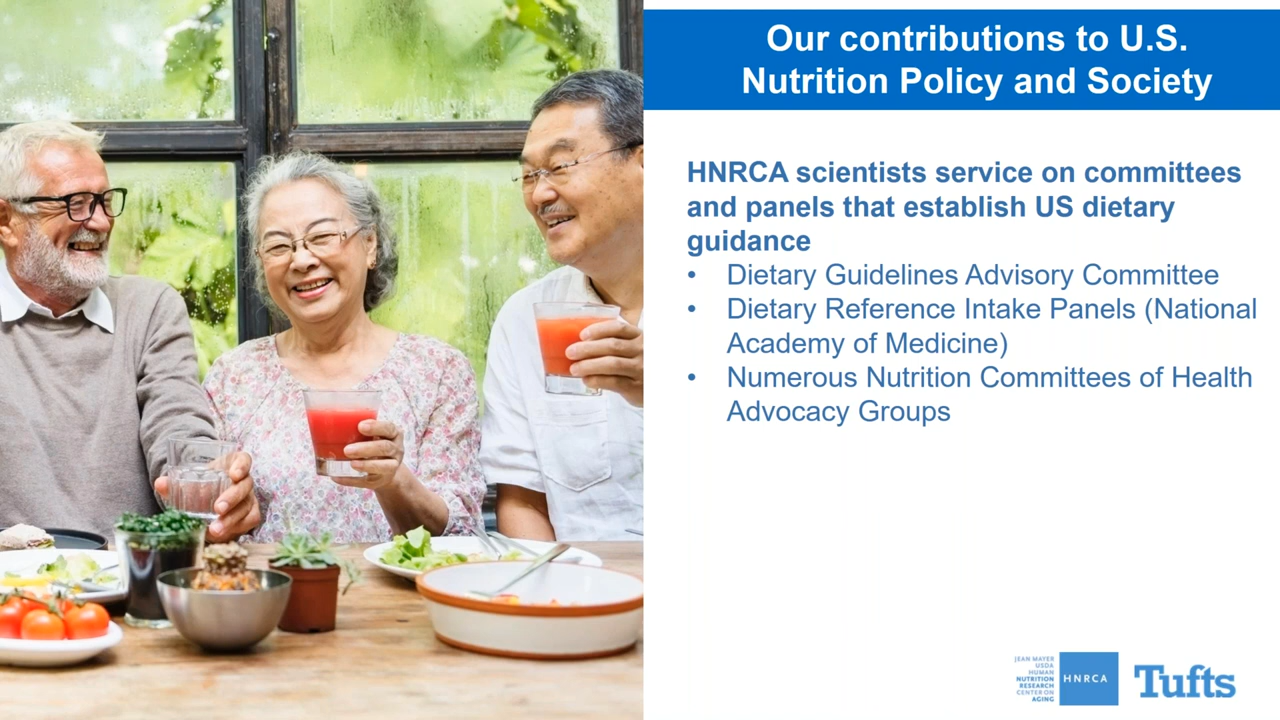 Our contributions to U.S.
Nutrition Policy and Society
HNRCA scientists service on committees
and panels that establish US dietary
guidance
• Dietary Guidelines Advisory Committee
• Dietary Reference Intake Panels (National
Academy of Medicine)
• Numerous Nutrition Committees of Health
Advocacy Groups
JEAN MAYER
USDA
HUMAN
NUTRITION
RESEARCH
CENTER ON
AGING
HNRCA
Tufts